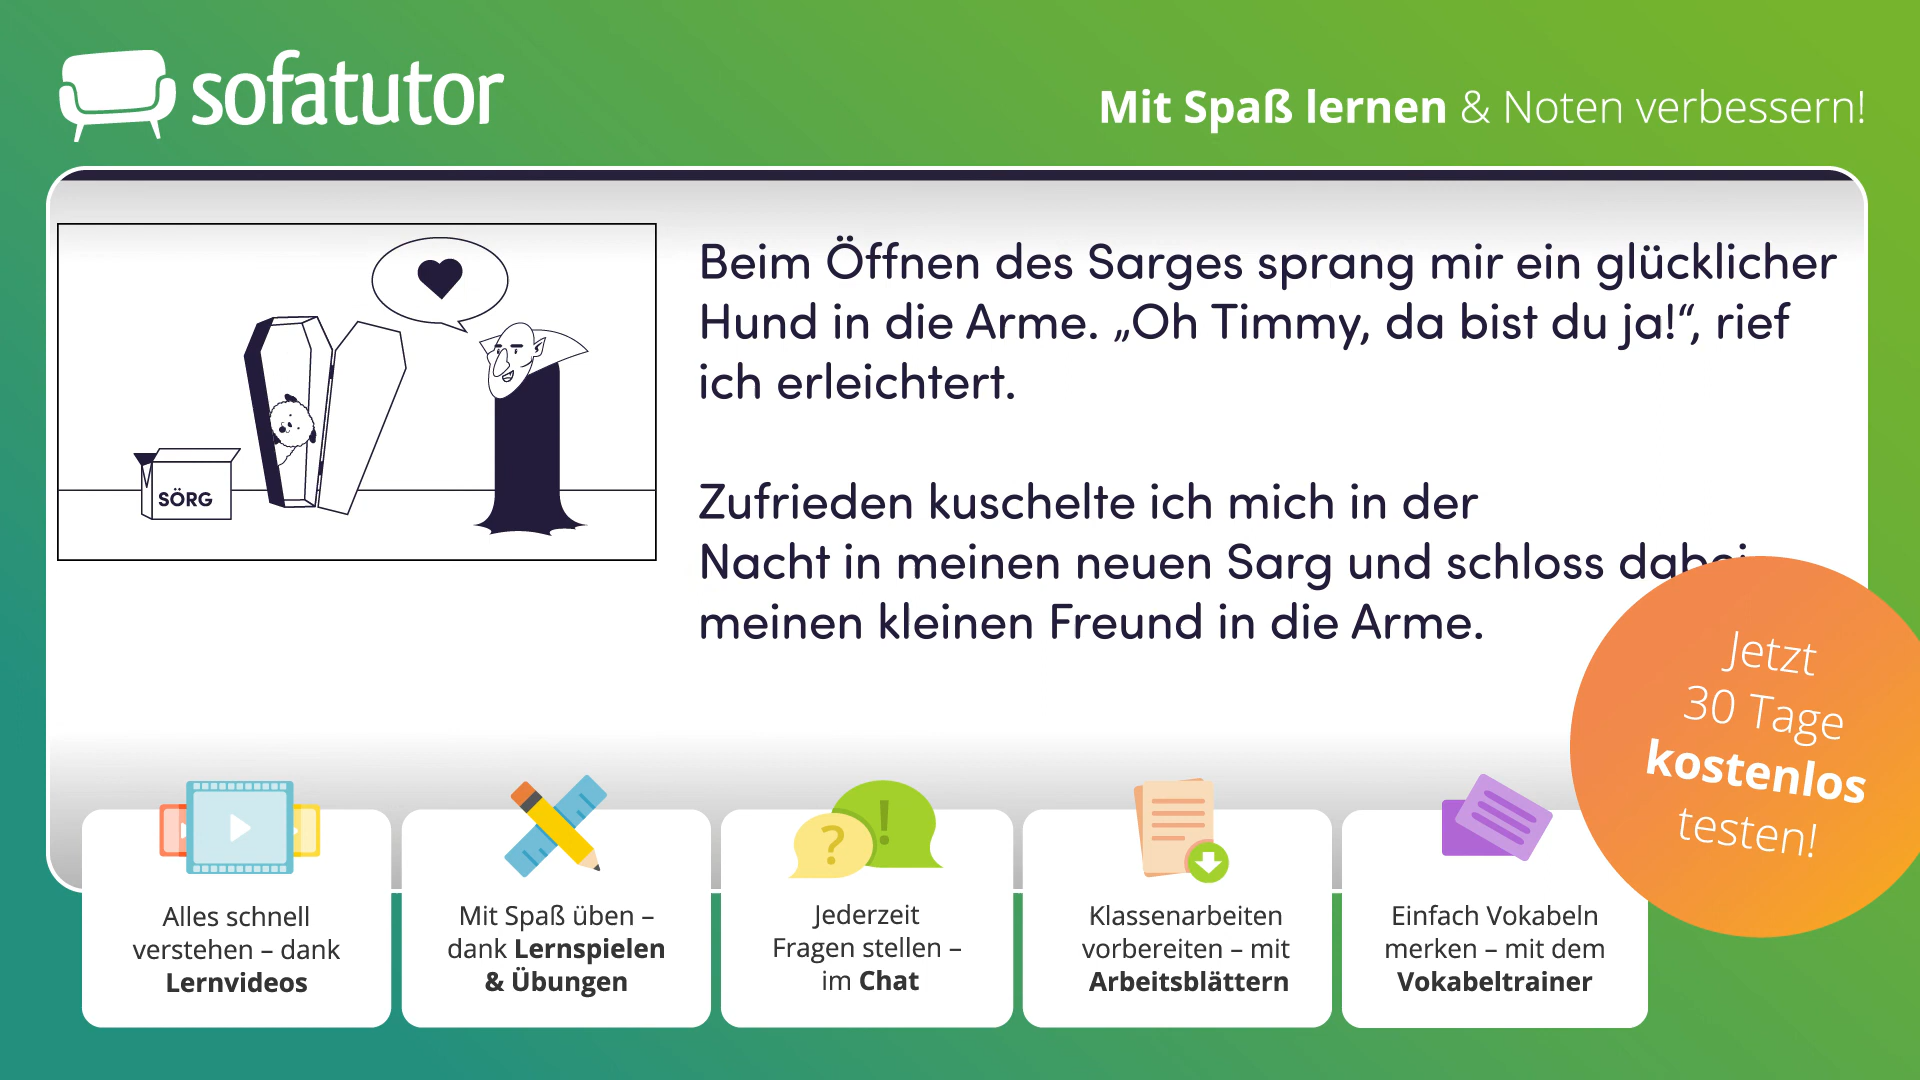 sofatutor
Mit Spaß lernen & Noten verbessern!
SÖRG
Beim Öffnen des Sarges sprang mir ein glücklicher
Hund in die Arme. „Oh Timmy, da bist du ja!“, rief
ich erleichtert.
Zufrieden kuschelte ich mich in der
Nacht in meinen neuen Sarg und schloss dabei
meinen kleinen Freund in die Arme.
Jetzt
30 Tage
kostenlos
testen!
Alles schnell
verstehen – dank
Lernvideos
Mit Spaß üben –
dank Lernspielen
& Übungen
Jederzeit
Fragen stellen –
im Chat
Klassenarbeiten
vorbereiten – mit
Arbeitsblättern
Einfach Vokabeln
merken – mit dem
Vokabeltrainer